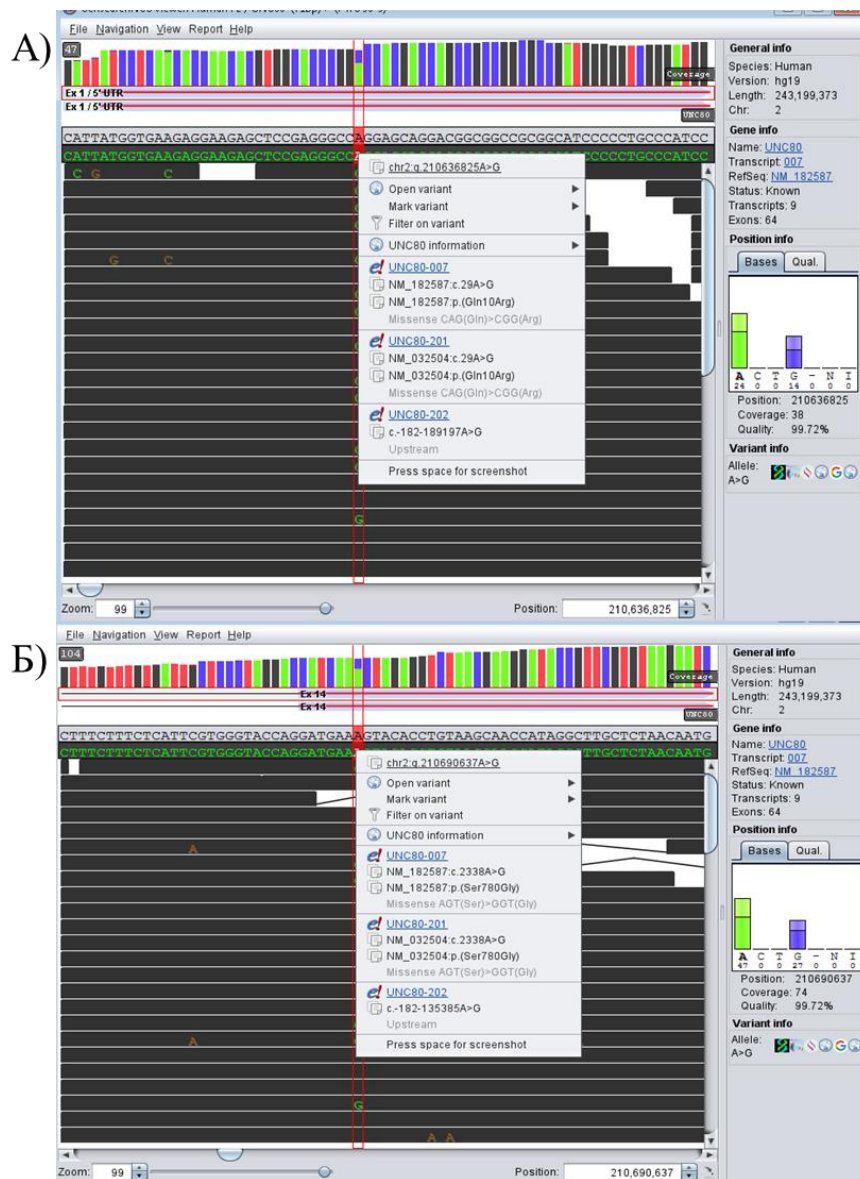 А)
File Navigation View Report Help
47
Coverage
Ex 1 / 5' UTR
Ex 1 / 5' UTR
UNC80
CATTATGGTGAAGAGGAAGAGCTCCGAGGGCCAGGAGCAGGACGGCGGCCGCGGCATCCCCCTGCCCATCC
CATTATGGTGAAGAGGAAGAGCTCCGAGGGCCA CCCCCTGCCCATCC
C G C
chr2:g.210636825A>G
Open variant
Mark variant
Filter on variant
UNC80 information
G C
UNC80-007
NM_182587:c.29A>G
NM_182587:p.(Gln10Arg)
Missense CAG(Gln)>CGG(Arg)
UNC80-201
NM_032504:c.29A>G
NM_032504:p.(Gln10Arg)
Missense CAG(Gln)>CGG(Arg)
UNC80-202
c.-182-189197A>G
Upstream
Press space for screenshot
G
Zoom: 99
Position: 210,636,825
General info
Species: Human
Version: hg19
Length: 243,199,373
Chr: 2
Gene info
Name: UNC80
Transcript: 007
RefSeq: NM_182587
Status: Known
Transcripts: 9
Exons: 64
Position info
Bases Qual.
A C T G - N I
24 0 0 14 0 0 0
Position: 210636825
Coverage: 38
Quality: 99.72%
Variant info
Allele:
A>G
Б)
File Navigation View Report Help
104
Coverage
Ex 14
Ex 14
UNC80
CTTTCTTTCTCATTCGTGGGTACCAGGATGAAAGTACACCTGTAAGCAACCATAGGCTTGCTCTAACAATG
CTTTCTTTCTCATTCGTGGGTACCAGGATGAA TTGCTCTAACAATG
chr2:g.210690637A>G
Open variant
Mark variant
Filter on variant
UNC80 information
A
UNC80-007
NM_182587:c.2338A>G
NM_182587:p.(Ser780Gly)
Missense AGT(Ser)>GGT(Gly)
UNC80-201
NM_032504:c.2338A>G
NM_032504:p.(Ser780Gly)
Missense AGT(Ser)>GGT(Gly)
UNC80-202
c.-182-135385A>G
Upstream
A
Press space for screenshot
G
A A
Zoom: 99
Position: 210,690,637
General info
Species: Human
Version: hg19
Length: 243,199,373
Chr: 2
Gene info
Name: UNC80
Transcript: 007
RefSeq: NM_182587
Status: Known
Transcripts: 9
Exons: 64
Position info
Bases Qual.
A C T G - N I
47 0 0 27 0 0 0
Position: 210690637
Coverage: 74
Quality: 99.72%
Variant info
Allele:
A>G